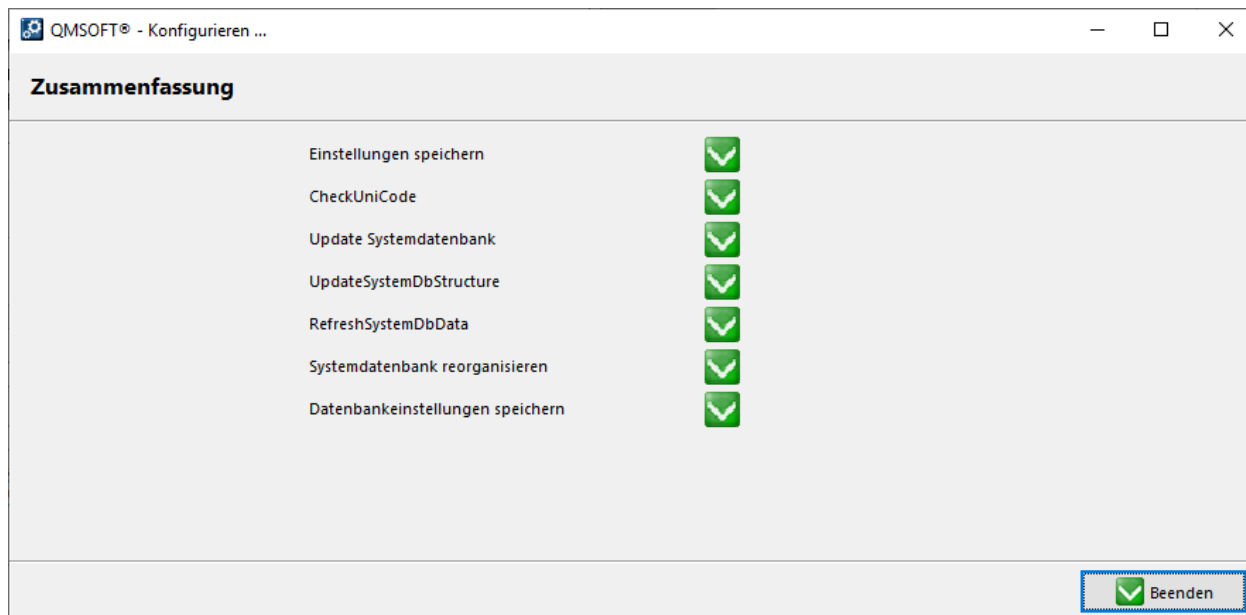 QMSOFT® - Konfigurieren ...
Zusammenfassung
Einstellungen speichern
CheckUniCode
Update Systemdatenbank
UpdateSystemDbStructure
RefreshSystemDbData
Systemdatenbank reorganisieren
Datenbankeinstellungen speichern
Beenden